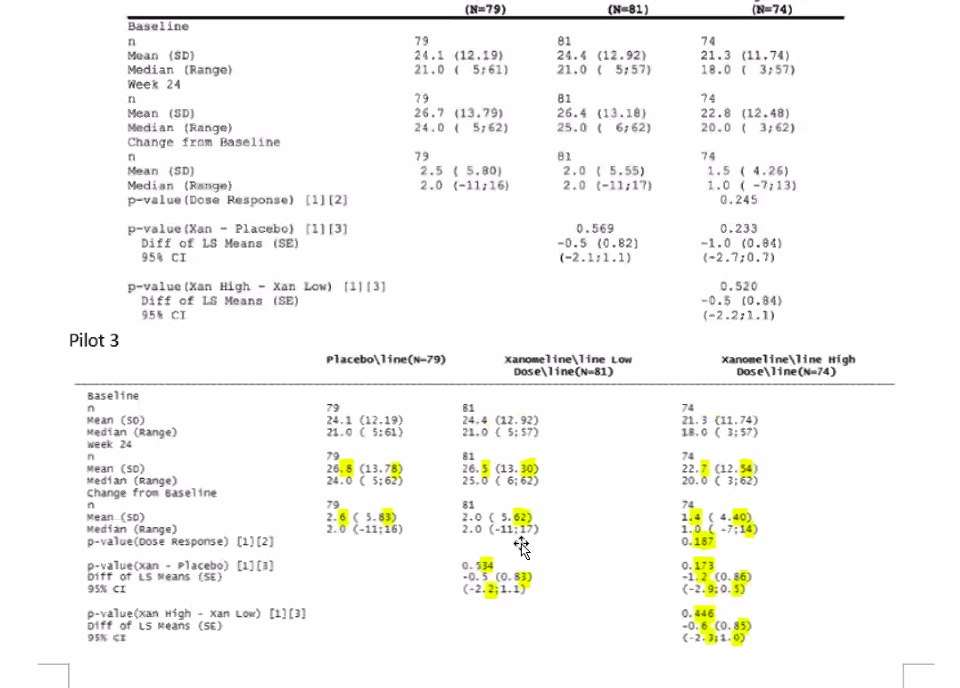 (N=79) (N=81) (N=74)
Baseline
n 79 81 74
Mean (SD) 24.1 (12.19) 24.4 (12.92) 21.3 (11.74)
Median (Range) 21.0 ( 5;61) 21.0 ( 5;57) 18.0 ( 3;57)
Week 24
n 79 81 74
Mean (SD) 26.7 (13.79) 26.4 (13.18) 22.8 (12.48)
Median (Range) 24.0 ( 5;62) 25.0 ( 6;62) 20.0 ( 3;62)
Change from Baseline
n 79 81 74
Mean (SD) 2.5 ( 5.80) 2.0 ( 5.55) 1.5 ( 4.26)
Median (Range) 2.0 (-11;16) 2.0 (-11;17) 1.0 ( -7;13)
p-value(Dose Response) [1][2] 0.245
p-value(Xan - Placebo) [1][3] 0.569 0.233
Diff of LS Means (SE) -0.5 (0.82) -1.0 (0.84)
95% CI (-2.1;1.1) (-2.7;0.7)
p-value(Xan High - Xan Low) [1][3] 0.520
Diff of LS Means (SE) -0.5 (0.84)
95% CI (-2.2;1.1)
Pilot 3
Placebo\line(N=79) Xanomeline\line Low Xanomeline\line High
Dose\line(N=81) Dose\line(N=74)
Baseline
n 79 81 74
Mean (SD) 24.1 (12.19) 24.4 (12.92) 21.3 (11.74)
Median (Range) 21.0 ( 5;61) 21.0 ( 5;57) 18.0 ( 3;57)
Week 24
n 79 81 74
Mean (SD) 26.8 (13.78) 26.5 (13.30) 22.7 (12.54)
Median (Range) 24.0 ( 5;62) 25.0 ( 6;62) 20.0 ( 3;62)
Change from Baseline
n 79 81 74
Mean (SD) 2.6 ( 5.83) 2.0 ( 5.62) 1.4 ( 4.40)
Median (Range) 2.0 (-11;16) 2.0 (-11;17) 1.0 ( -7;14)
p-value(Dose Response) [1][2] 0.187
p-value(Xan - Placebo) [1][3] 0.534 0.173
Diff of LS Means (SE) -0.5 (0.83) -1.2 (0.86)
95% CI (-2.2;1.1) (-2.9;0.5)
p-value(Xan High - Xan Low) [1][3] 0.446
Diff of LS Means (SE) -0.6 (0.85)
95% CI (-2.3;1.0)